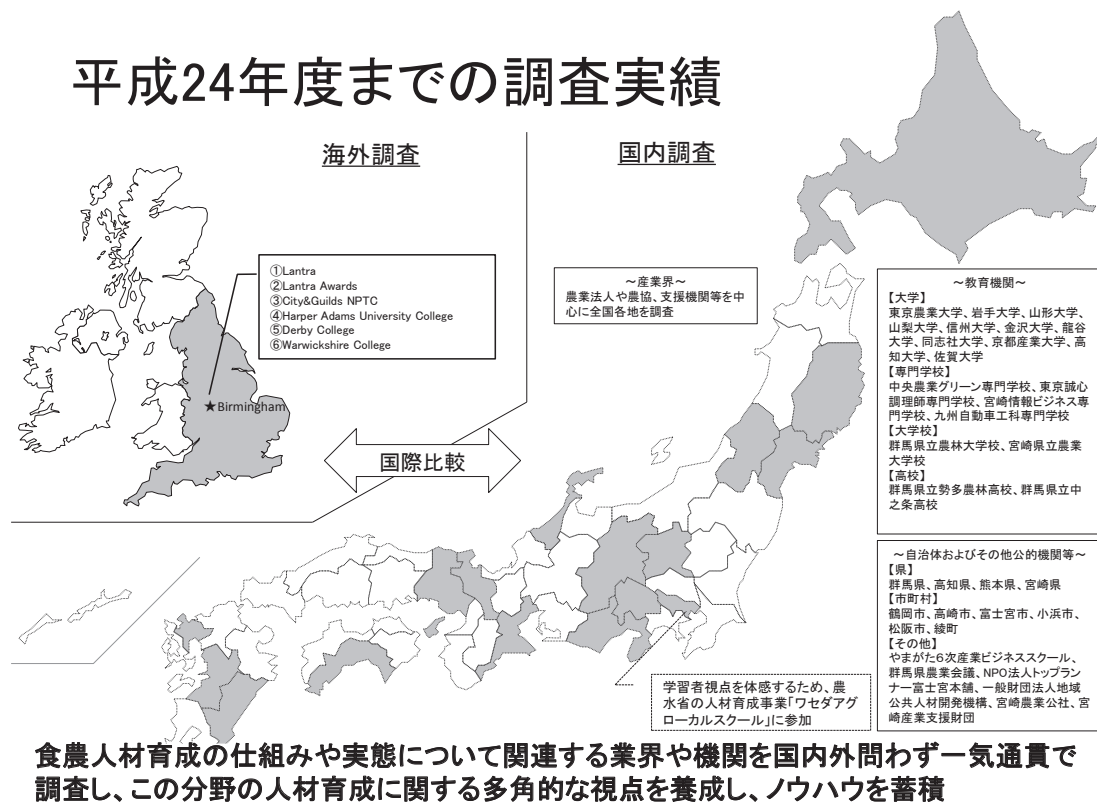 平成24年度までの調査実績
海外調査
国内調査
①Lantra
②Lantra Awards
③City&Guilds NPTC
④Harper Adams University College
⑤Derby College
⑥Warwickshire College
★Birmingham
国際比較
～産業界～
農業法人や農協、支援機関等を中
心に全国各地を調査
～教育機関～
【大学】
東京農業大学、岩手大学、山形大学、
山梨大学、信州大学、金沢大学、龍谷
大学、同志社大学、京都産業大学、高
知大学、佐賀大学
【専門学校】
中央農業グリーン専門学校、東京誠心
調理師専門学校、宮崎情報ビジネス専
門学校、九州自動車工科専門学校
【大学校】
群馬県立農林大学校、宮崎県立農業
大学校
【高校】
群馬県立勢多農林高校、群馬県立中
之条高校
～自治体およびその他公的機関等～
【県】
群馬県、高知県、熊本県、宮崎県
【市町村】
鶴岡市、高崎市、富士宮市、小浜市、
松阪市、綾町
【その他】
やまがた６次産業ビジネススクール、
群馬県農業会議、NPO法人トップラン
ナー富士宮本舗、一般財団法人地域
公共人材開発機構、宮崎農業公社、宮
崎産業支援財団
学習者視点を体感するため、農
水省の人材育成事業「ワセダアグ
ローカルスクール」に参加
食農人材育成の仕組みや実態について関連する業界や機関を国内外問わず一気通貫で
調査し、この分野の人材育成に関する多角的な視点を養成し、ノウハウを蓄積